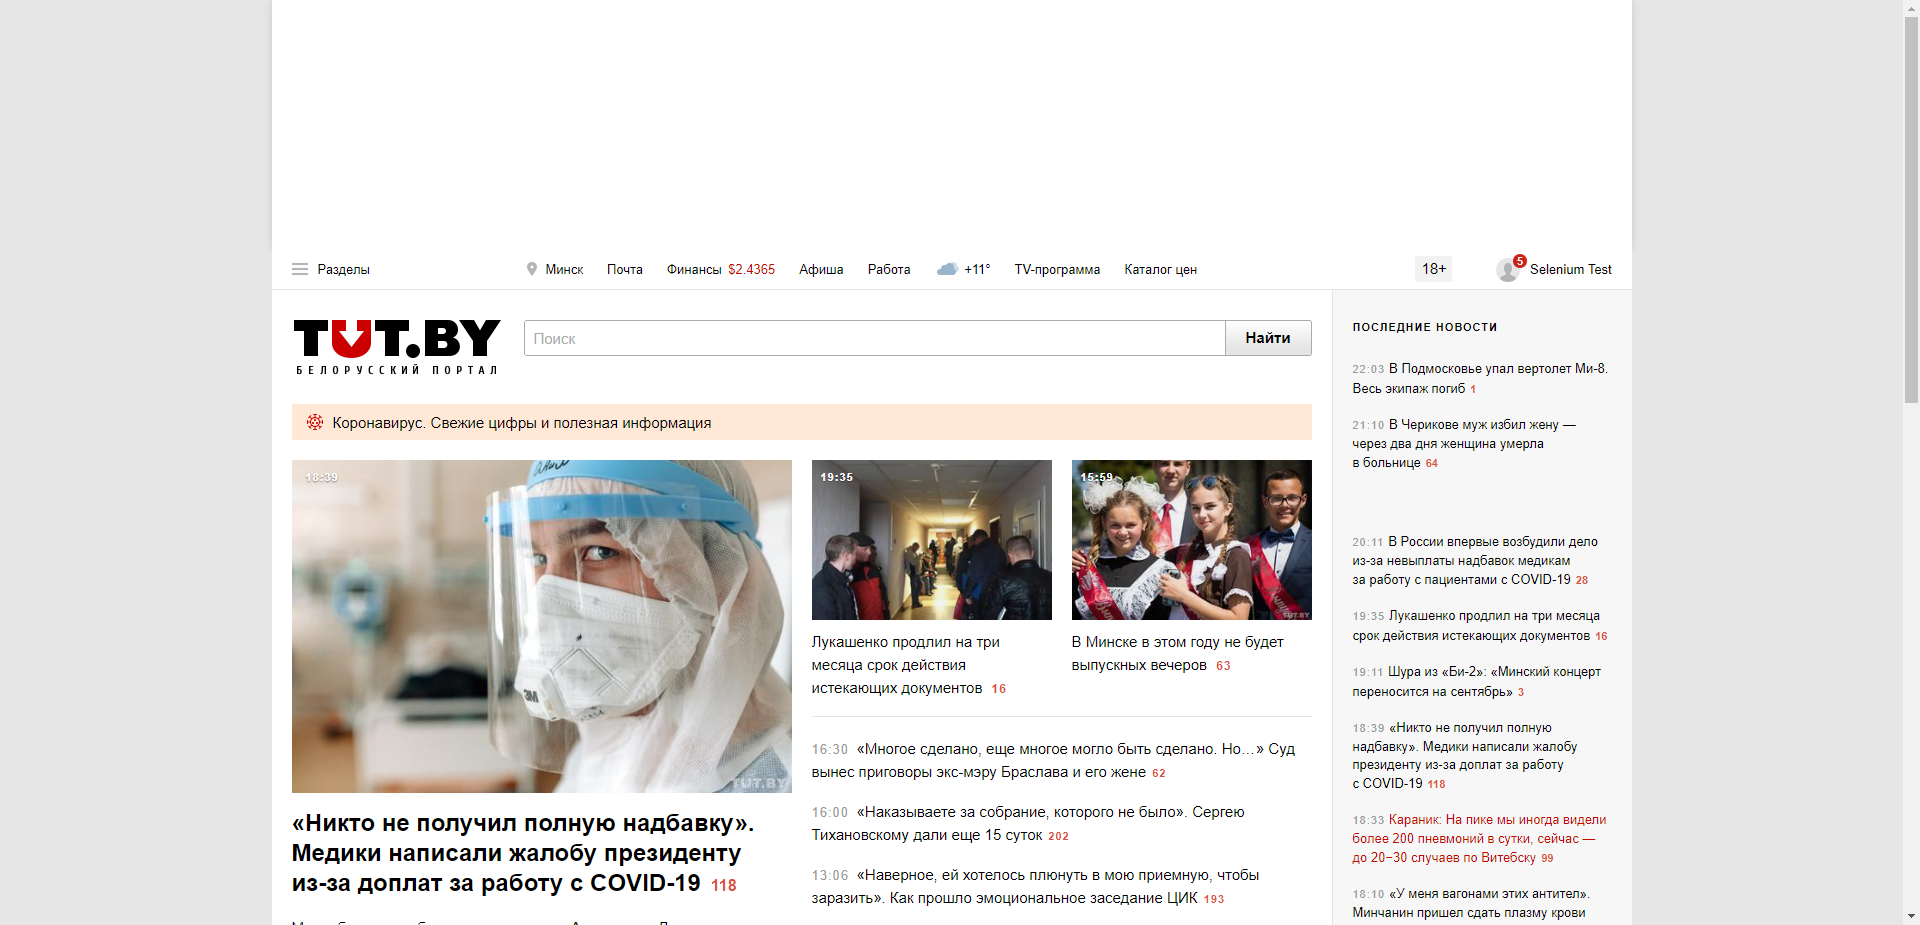 Разделы
Минск
Почта
Финансы $2.4365
Афиша
Работа
+11°
TV-программа
Каталог цен
18+
5
Selenium Test
TUT.BY
БЕЛОРУССКИЙ ПОРТАЛ
Поиск
Найти
Коронавирус. Свежие цифры и полезная информация
18:39
3M
TUT.BY
«Никто не получил полную надбавку».
Медики написали жалобу президенту
из-за доплат за работу с COVID-19 118
19:35
Лукашенко продлил на три
месяца срок действия
истекающих документов 16
15:59
TUT.BY
В Минске в этом году не будет
выпускных вечеров 63
16:30 «Многое сделано, еще многое могло быть сделано. Но…» Суд
вынес приговоры экс-мэру Браслава и его жене 62
16:00 «Наказываете за собрание, которого не было». Сергею
Тихановскому дали еще 15 суток 202
13:06 «Наверное, ей хотелось плюнуть в мою приемную, чтобы
заразить». Как прошло эмоциональное заседание ЦИК 193
ПОСЛЕДНИЕ НОВОСТИ
22:03 В Подмосковье упал вертолет Ми-8.
Весь экипаж погиб 1
21:10 В Черикове муж избил жену —
через два дня женщина умерла
в больнице 64
20:11 В России впервые возбудили дело
из-за невыплаты надбавок медикам
за работу с пациентами с COVID-19 28
19:35 Лукашенко продлил на три месяца
срок действия истекающих документов 16
19:11 Шура из «Би-2»: «Минский концерт
переносится на сентябрь» 3
18:39 «Никто не получил полную
надбавку». Медики написали жалобу
президенту из-за доплат за работу
с COVID-19 118
18:33 Караник: На пике мы иногда видели
более 200 пневмоний в сутки, сейчас —
до 20–30 случаев по Витебску 99
18:10 «У меня вагонами этих антител».
Минчанин пришел сдать плазму крови